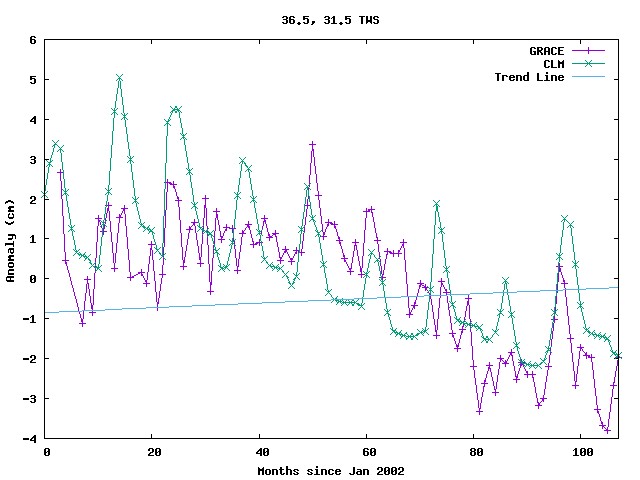 36.5, 31.5 TWS
GRACE
CLM
Trend Line
Anomaly (cm)
6
5
4
3
2
1
0
-1
-2
-3
-4
0 20 40 60 80 100
Months since Jan 2002